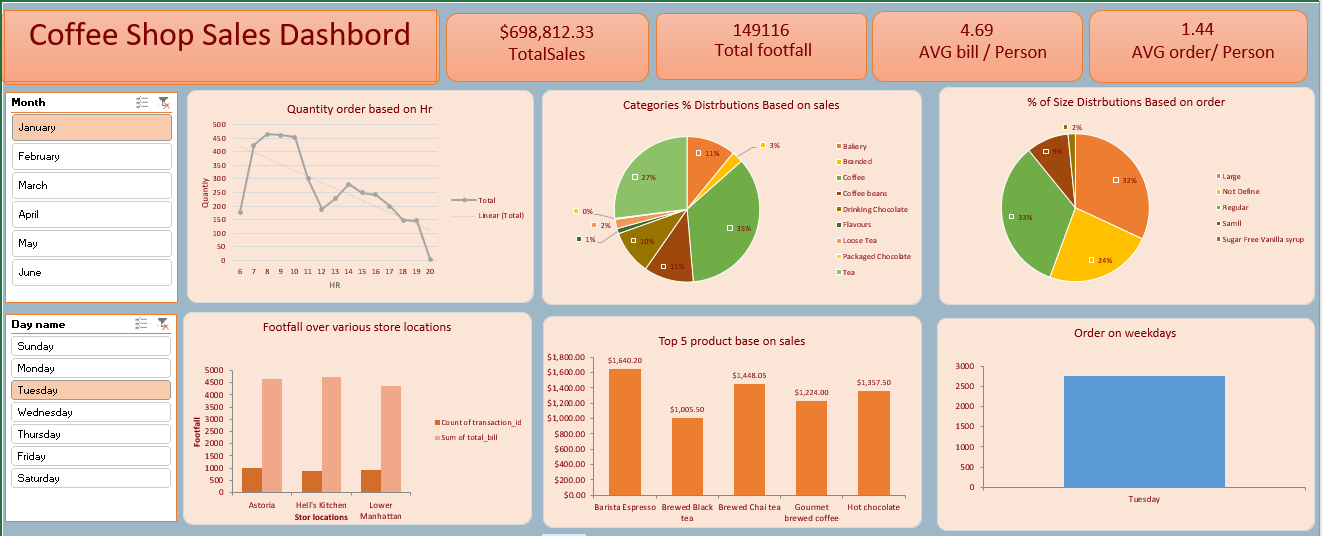 Coffee Shop Sales Dashbord
$698,812.33
TotalSales
149116
Total footfall
4.69
AVG bill / Person
1.44
AVG order/ Person
Month
January
February
March
April
May
June
Day name
Sunday
Monday
Tuesday
Wednesday
Thursday
Friday
Saturday
Quantity order based on Hr
500
450
400
350
300
250
200
150
100
50
0
Quantiy
6 7 8 9 10 11 12 13 14 15 16 17 18 19 20
HR
Total
Linear (Total)
Categories % Distrbutions Based on sales
11%
3%
35%
11%
10%
1%
2%
0%
27%
Bakery
Branded
Coffee
Coffee beans
Drinking Chocolate
Flavours
Loose Tea
Packaged Chocolate
Tea
% of Size Distrbutions Based on order
2%
9%
32%
33%
24%
Large
Not Define
Regular
Samll
Sugar Free Vanilla syrup
Footfall over various store locations
5000
4500
4000
3500
3000
2500
2000
1500
1000
500
0
Footfall
Astoria
Hell's Kitchen
Lower
Manhattan
Stor locations
Count of transaction_id
Sum of total_bill
Top 5 product base on sales
$1,800.00
$1,600.00
$1,400.00
$1,200.00
$1,000.00
$800.00
$600.00
$400.00
$200.00
$0.00
$1,640.20
$1,005.50
$1,448.05
$1,224.00
$1,357.50
Barista Espresso
Brewed Black
tea
Brewed Chai tea
Gourmet
brewed coffee
Hot chocolate
Order on weekdays
3000
2500
2000
1500
1000
500
0
Tuesday